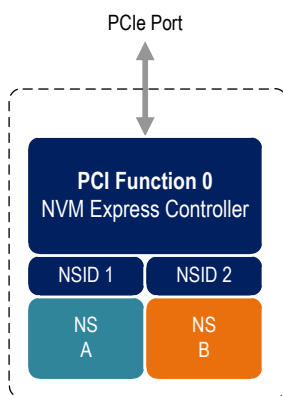 PCIe Port
PCI Function 0
NVM Express Controller
NSID 1
NSID 2
NS
A
NS
B